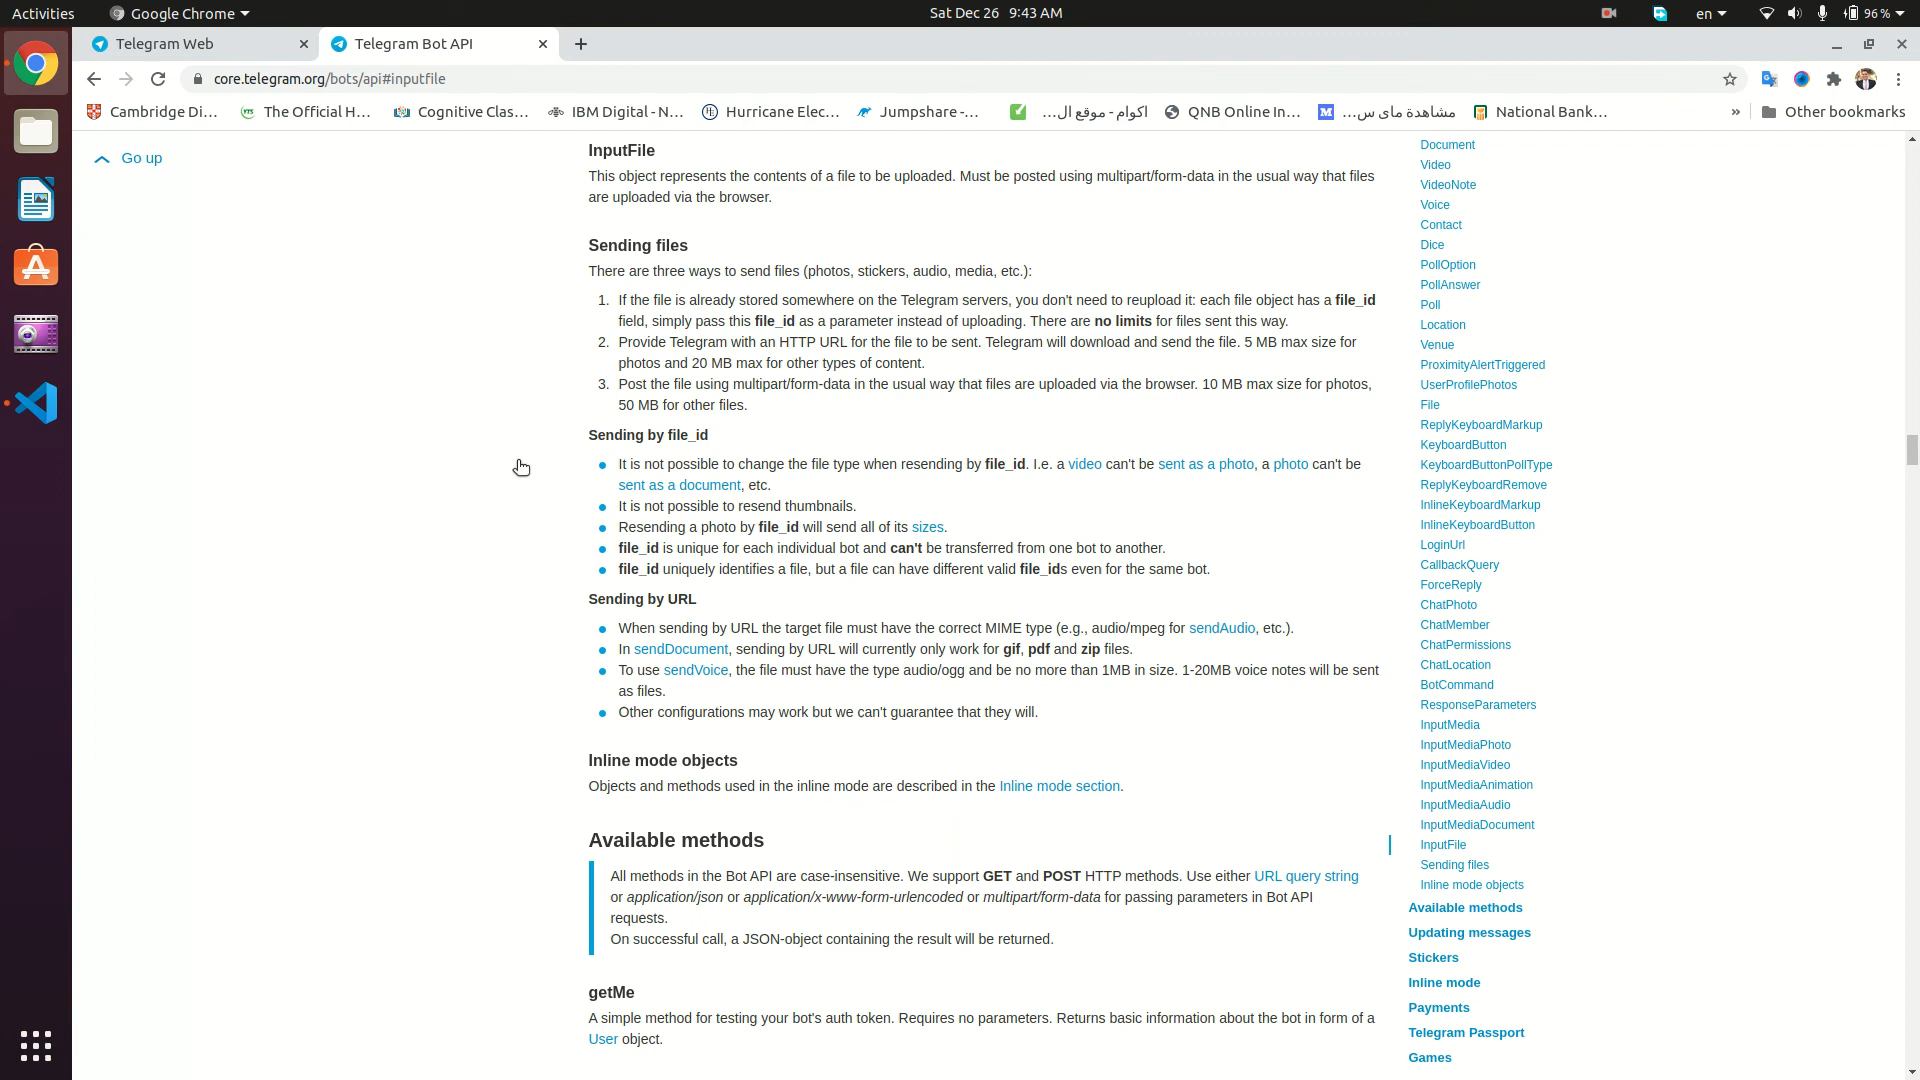 Activities
Google Chrome
Sat Dec 26 9:43 AM
en
96 %
Telegram Web
Telegram Bot API
core.telegram.org/bots/api#inputfile
Cambridge Di...
The Official H...
Cognitive Clas...
IBM Digital - N...
Hurricane Elec...
Jumpshare -...
اكوام - موقع ال...
QNB Online In...
مشاهدة ماى س...
National Bank...
»
Other bookmarks
Go up
InputFile
This object represents the contents of a file to be uploaded. Must be posted using multipart/form-data in the usual way that files
are uploaded via the browser.
Sending files
There are three ways to send files (photos, stickers, audio, media, etc.):
1. If the file is already stored somewhere on the Telegram servers, you don't need to reupload it: each file object has a file_id
field, simply pass this file_id as a parameter instead of uploading. There are no limits for files sent this way.
2. Provide Telegram with an HTTP URL for the file to be sent. Telegram will download and send the file. 5 MB max size for
photos and 20 MB max for other types of content.
3. Post the file using multipart/form-data in the usual way that files are uploaded via the browser. 10 MB max size for photos,
50 MB for other files.
Sending by file_id
It is not possible to change the file type when resending by file_id. I.e. a video can't be sent as a photo, a photo can't be
sent as a document, etc.
It is not possible to resend thumbnails.
Resending a photo by file_id will send all of its sizes.
file_id is unique for each individual bot and can't be transferred from one bot to another.
file_id uniquely identifies a file, but a file can have different valid file_ids even for the same bot.
Sending by URL
When sending by URL the target file must have the correct MIME type (e.g., audio/mpeg for sendAudio, etc.).
In sendDocument, sending by URL will currently only work for gif, pdf and zip files.
To use sendVoice, the file must have the type audio/ogg and be no more than 1MB in size. 1-20MB voice notes will be sent
as files.
Other configurations may work but we can't guarantee that they will.
Inline mode objects
Objects and methods used in the inline mode are described in the Inline mode section.
Available methods
All methods in the Bot API are case-insensitive. We support GET and POST HTTP methods. Use either URL query string
or application/json or application/x-www-form-urlencoded or multipart/form-data for passing parameters in Bot API
requests.
On successful call, a JSON-object containing the result will be returned.
getMe
A simple method for testing your bot's auth token. Requires no parameters. Returns basic information about the bot in form of a
User object.
Document
Video
VideoNote
Voice
Contact
Dice
PollOption
PollAnswer
Poll
Location
Venue
ProximityAlertTriggered
UserProfilePhotos
File
ReplyKeyboardMarkup
KeyboardButton
KeyboardButtonPollType
ReplyKeyboardRemove
InlineKeyboardMarkup
InlineKeyboardButton
LoginUrl
CallbackQuery
ForceReply
ChatPhoto
ChatMember
ChatPermissions
ChatLocation
BotCommand
ResponseParameters
InputMedia
InputMediaPhoto
InputMediaVideo
InputMediaAnimation
InputMediaAudio
InputMediaDocument
InputFile
Sending files
Inline mode objects
Available methods
Updating messages
Stickers
Inline mode
Payments
Telegram Passport
Games